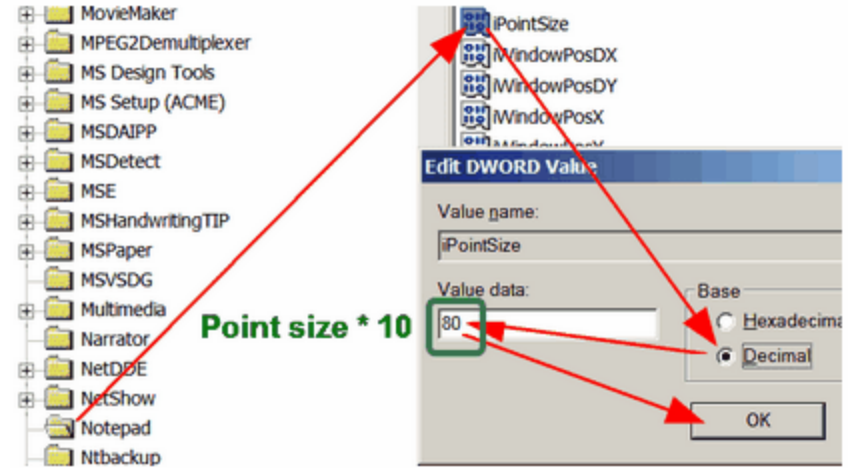 MovieMaker
MPEG2Demultiplexer
MS Design Tools
MS Setup (ACME)
MSDAIPP
MSDetect
MSE
MSHandwritingTIP
MSPaper
MSVSDG
Multimedia
Narrator
NetDDE
NetShow
Notepad
Ntbackup
iPointSize
iWindowPosDX
iWindowPosDY
iWindowPosX
iWindowPosY
Edit DWORD Value
Value name:
iPointSize
Value data:
80
Point size * 10
Base
Hexadecima
Decimal
OK